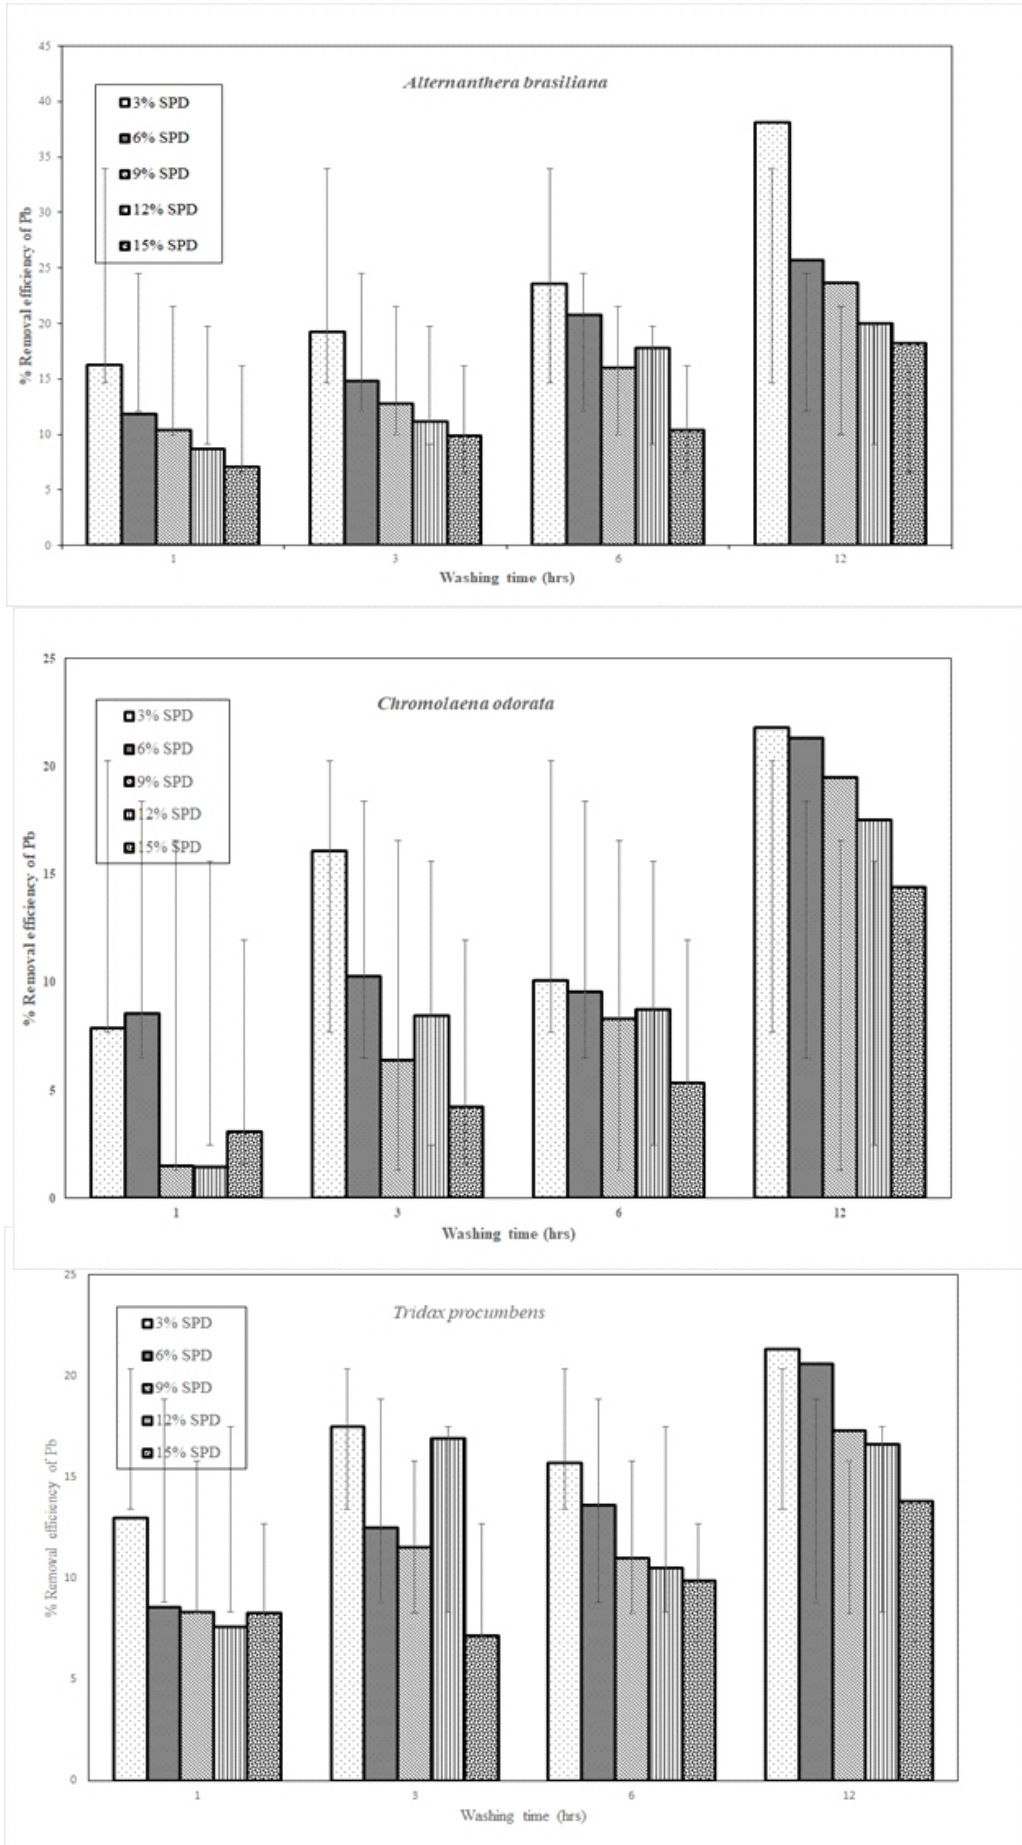 45
Alternanthera brasiliana
40
3% SPD
6% SPD
35
9% SPD
12% SPD
30
15% SPD
25
20
15
10
5
0
% Removal efficiency of Pb
1 3 6 12
Washing time (hrs)
25
Chromolaena odorata
3% SPD
6% SPD
20
9% SPD
12% SPD
15% SPD
15
10
5
0
% Removal efficiency of Pb
1 3 6 12
Washing time (hrs)
25
Tridax procumbens
3% SPD
6% SPD
20
9% SPD
12% SPD
15% SPD
15
10
5
0
% Removal efficiency of Pb
1 3 6 12
Washing time (hrs)